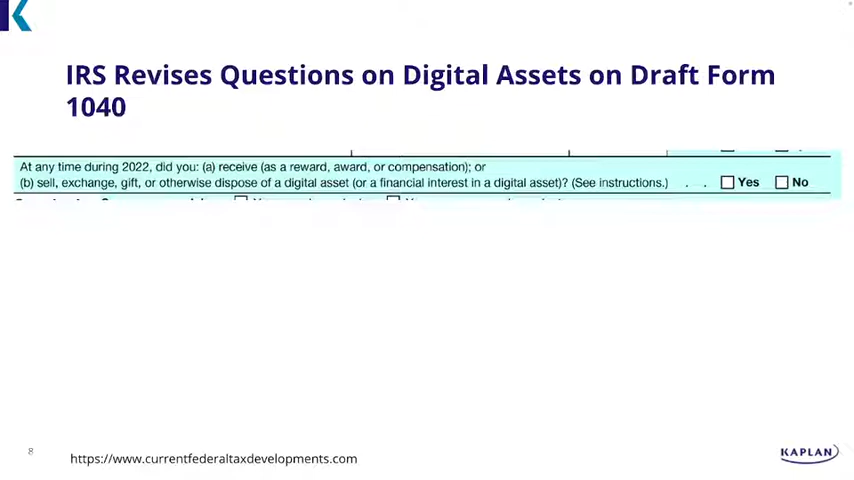 IRS Revises Questions on Digital Assets on Draft Form
1040
At any time during 2022, did you: (a) receive (as a reward, award, or compensation); or
(b) sell, exchange, gift, or otherwise dispose of a digital asset (or a financial interest in a digital asset)? (See instructions.) . . Yes No
8
https://www.currentfederaltaxdevelopments.com
KAPLAN